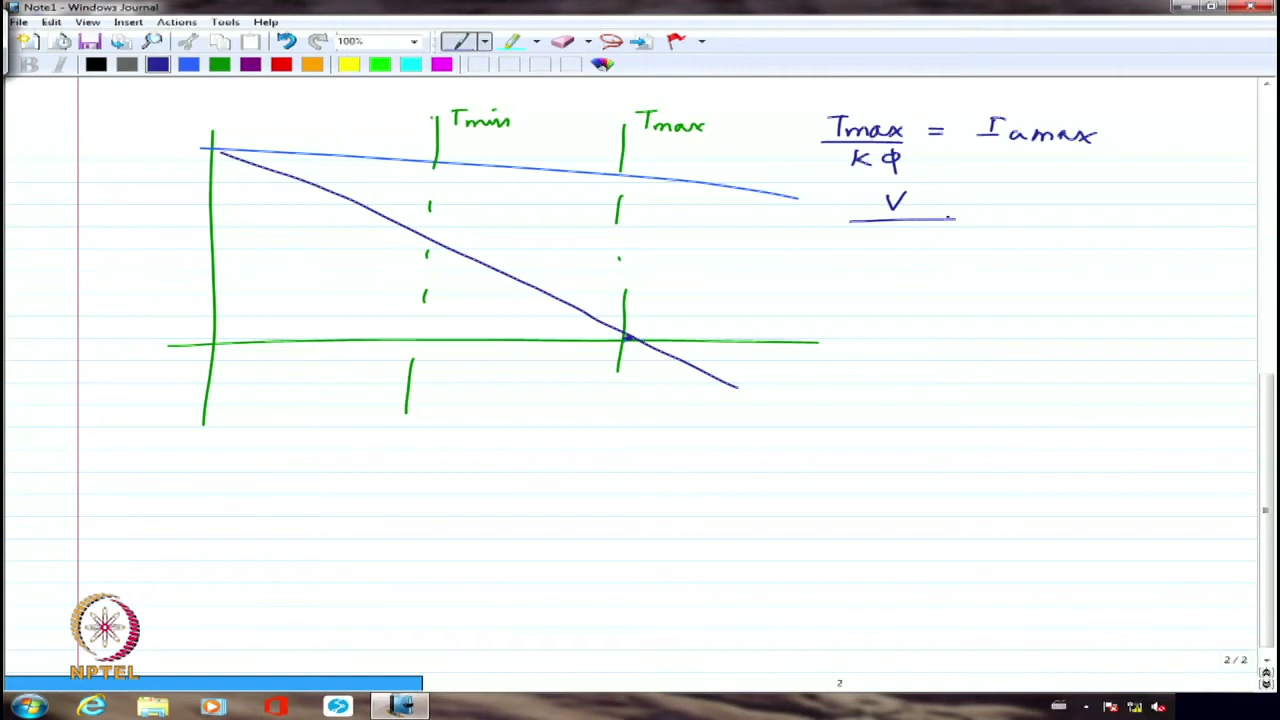 Note1 - Windows Journal
File Edit View Insert Actions Tools Help
100%
B I
Tmin
Tmax
Tmax = Iamax
Kϕ
V
NPTEL
2 / 2
2